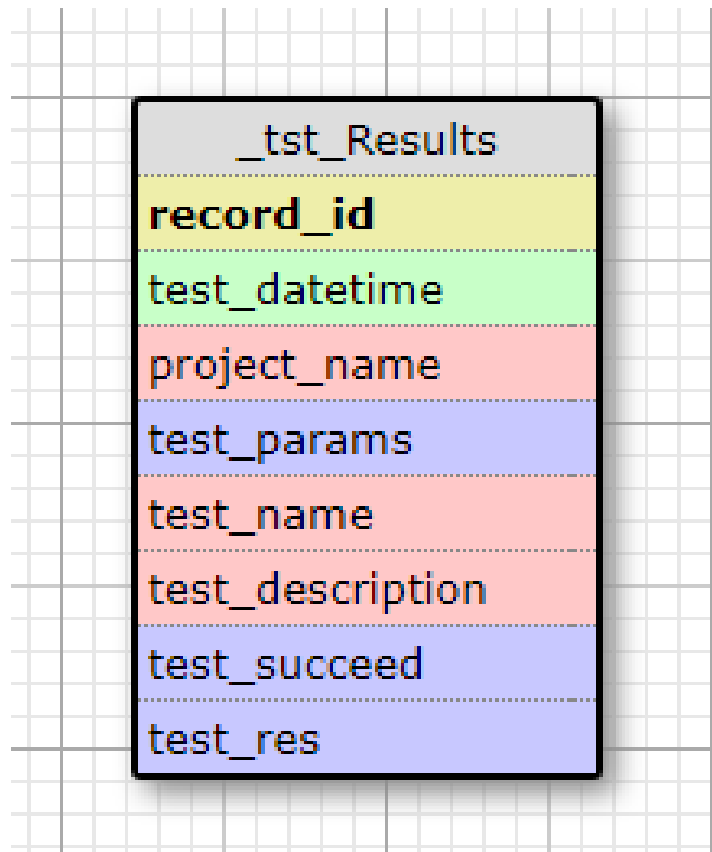 _tst_Results
record_id
test_datetime
project_name
test_params
test_name
test_description
test_succeed
test_res